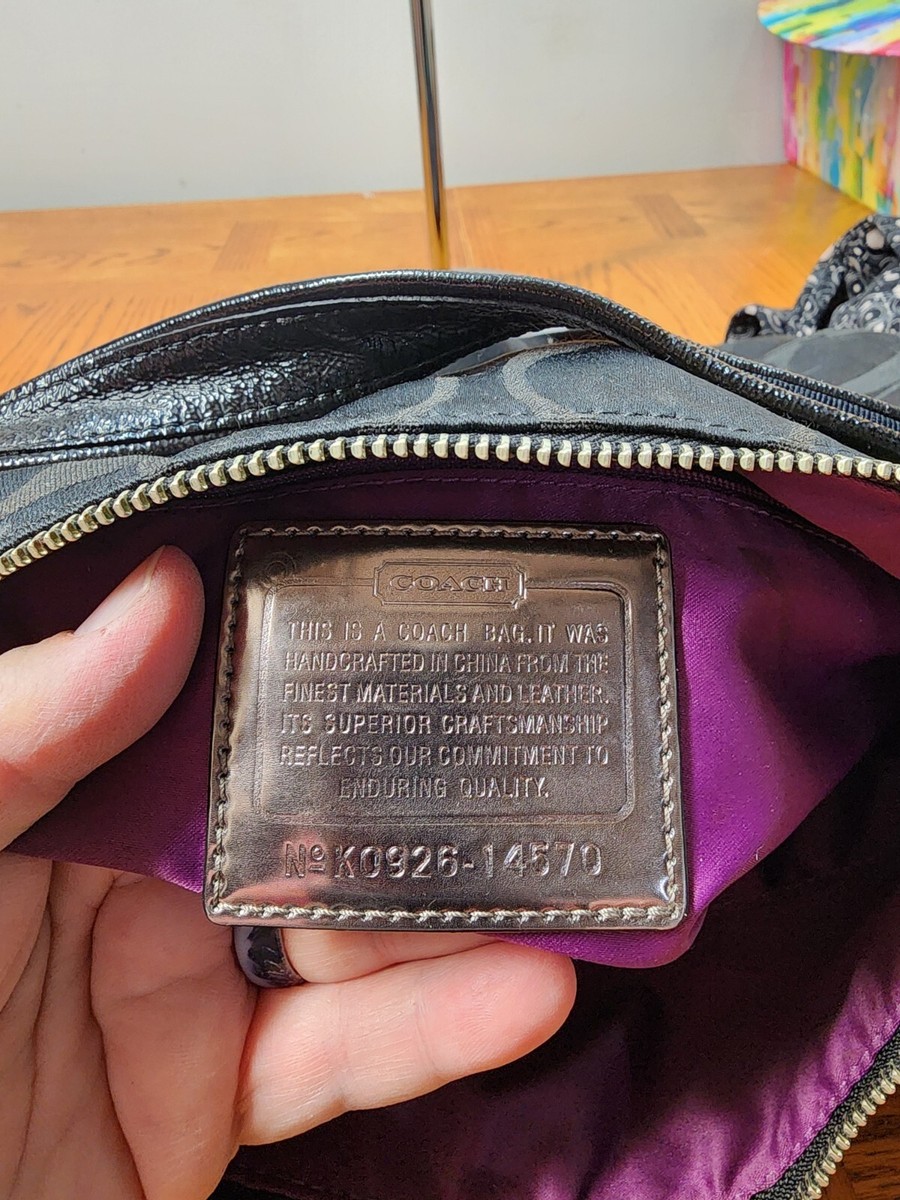 COACH
THIS IS A COACH BAG. IT WAS
HANDCRAFTED IN CHINA FROM THE
FINEST MATERIALS AND LEATHER.
ITS SUPERIOR CRAFTSMANSHIP
REFLECTS OUR COMMITMENT TO
ENDURING QUALITY.
Nº K0926-14570